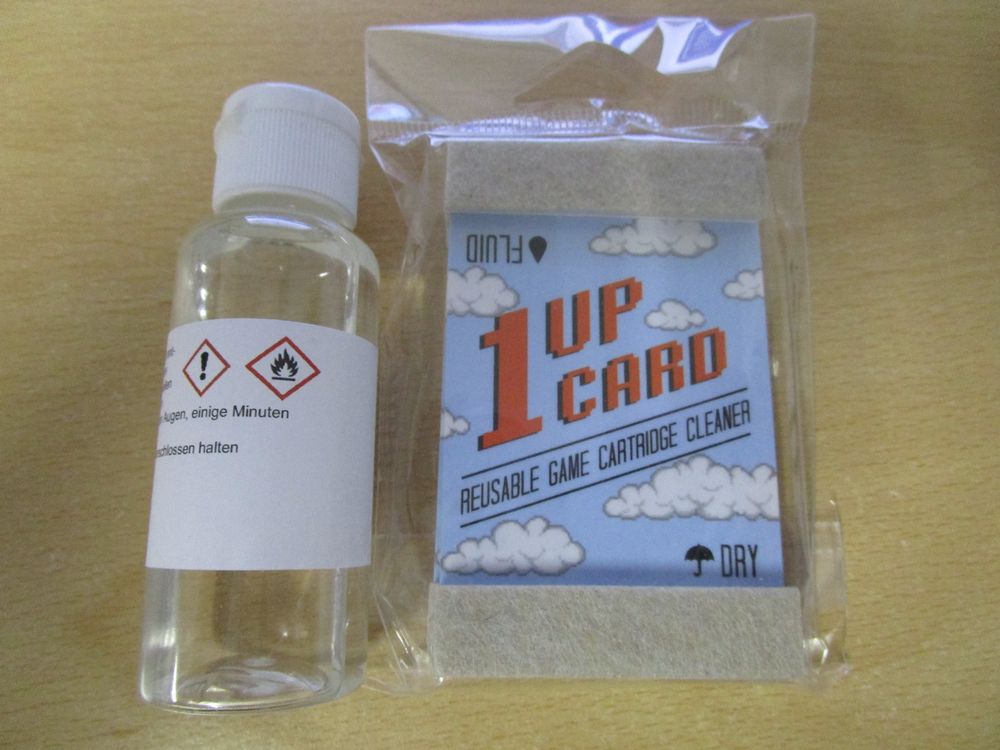 Augen, einige Minuten
schlossen halten
FLUID
1 UP
CARD
REUSABLE GAME CARTRIDGE CLEANER
DRY